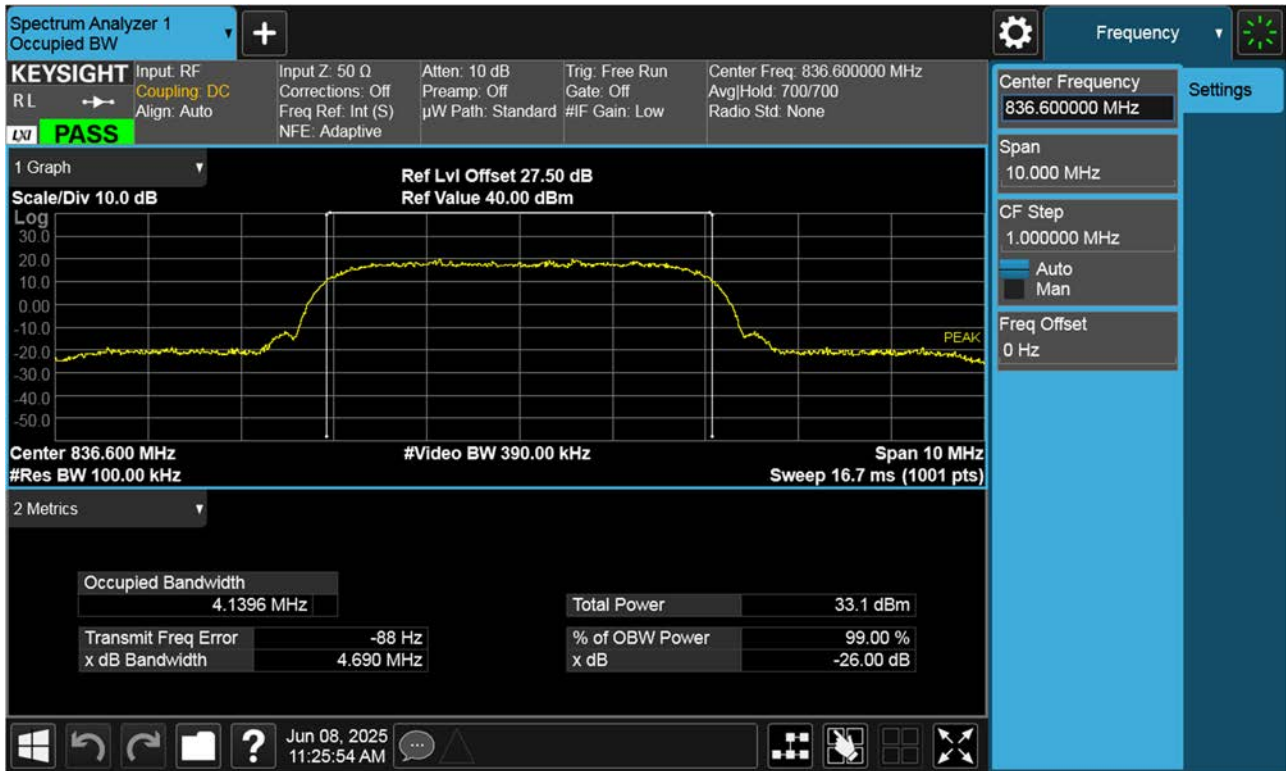 Spectrum Analyzer 1
Occupied BW
Frequency
KEYSIGHT
R L
LXI
PASS
Input: RF
Coupling: DC
Align: Auto
Input Z: 50 Ω
Corrections: Off
Freq Ref: Int (S)
NFE: Adaptive
Atten: 10 dB
Preamp: Off
µW Path: Standard
Trig: Free Run
Gate: Off
#IF Gain: Low
Center Freq: 836.600000 MHz
Avg|Hold: 700/700
Radio Std: None
Center Frequency
836.600000 MHz
Settings
Span
10.000 MHz
CF Step
1.000000 MHz
Auto
Man
Freq Offset
0 Hz
1 Graph
Scale/Div 10.0 dB
Ref Lvl Offset 27.50 dB
Ref Value 40.00 dBm
Log
30.0
20.0
10.0
0.00
-10.0
-20.0
-30.0
-40.0
-50.0
PEAK
Center 836.600 MHz
#Video BW 390.00 kHz
Span 10 MHz
#Res BW 100.00 kHz
Sweep 16.7 ms (1001 pts)
2 Metrics
Occupied Bandwidth
4.1396 MHz
Total Power 33.1 dBm
Transmit Freq Error -88 Hz
% of OBW Power 99.00 %
x dB Bandwidth 4.690 MHz
x dB -26.00 dB
?
Jun 08, 2025
11:25:54 AM